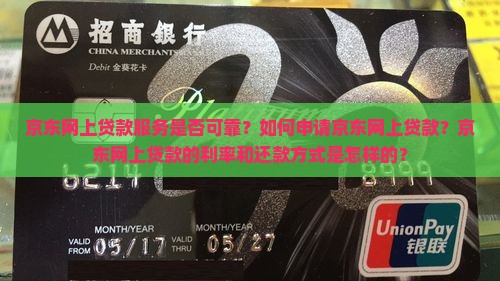 招商銀行
CHINA MERCHANTS BANK
Debit 金葵花卡
京东网上贷款服务是否可靠？如何申请京东网上贷款？京
东网上贷款的利率和还款方式是怎样的？
6214
8999
MONTH/YEAR MONTH/YEAR
VALID FROM 05/17 VALID THRU 05/27
UnionPay
银联